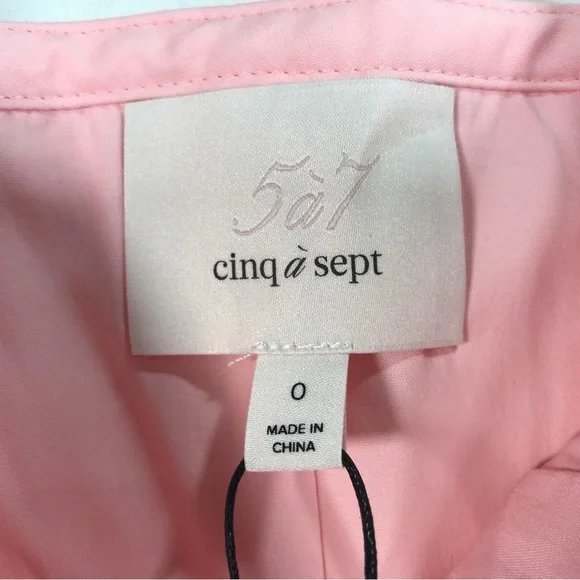 5à7
cinq à sept
0
MADE IN
CHINA